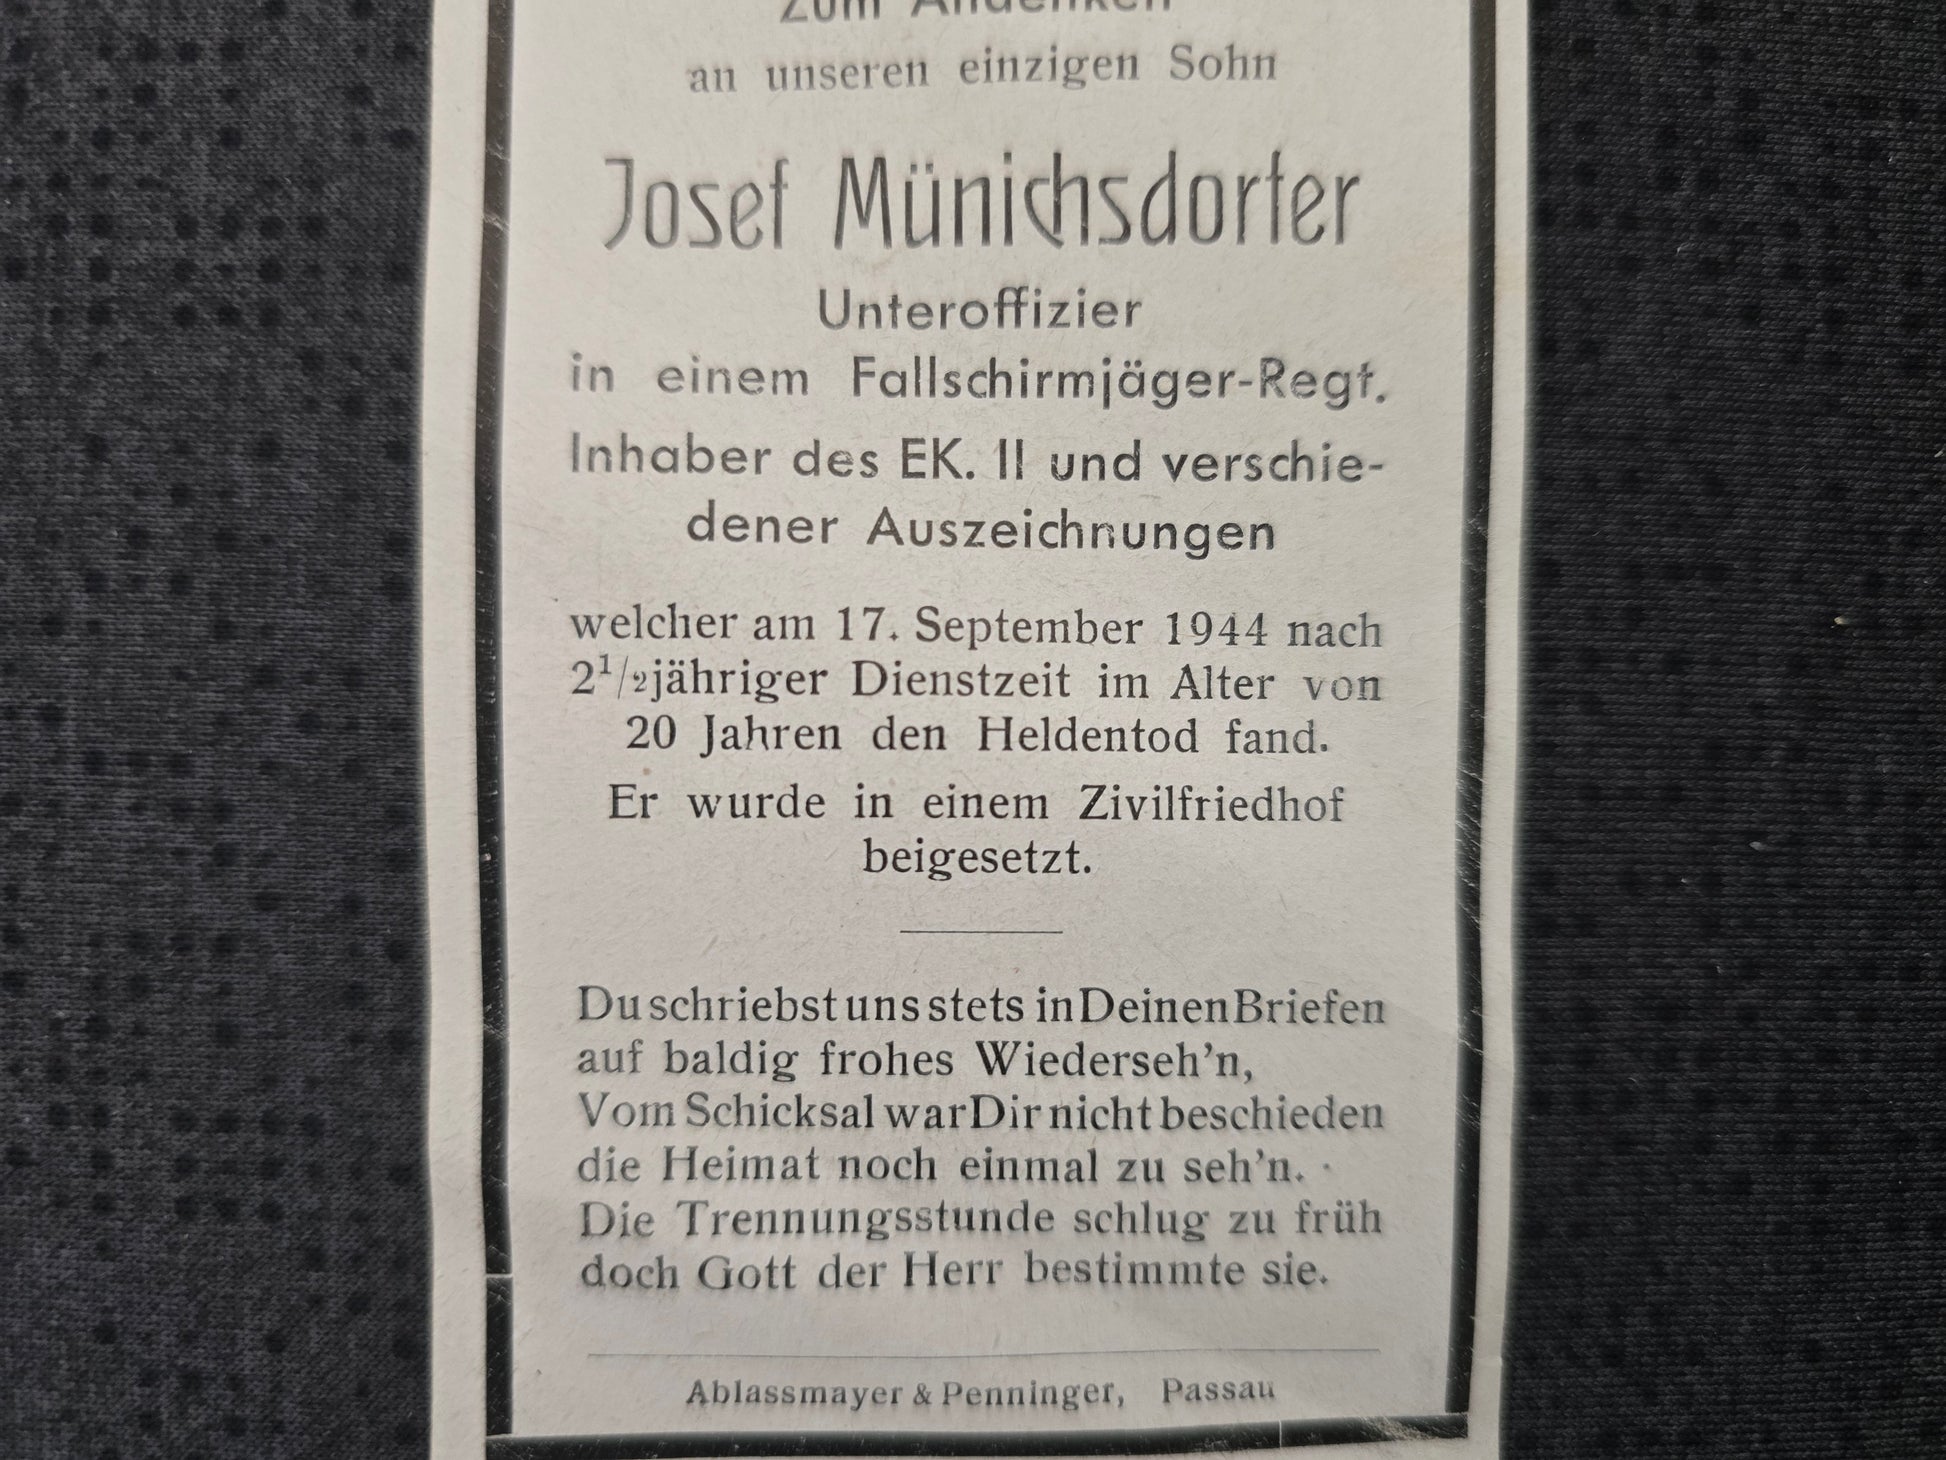 Zum Andenken
an unseren einzigen Sohn
Josef Münichsdorfer
Unteroffizier
in einem Fallschirmjäger-Regt.
Inhaber des EK. II und verschie-
dener Auszeichnungen
welcher am 17. September 1944 nach
2 1/2jähriger Dienstzeit im Alter von
20 Jahren den Heldentod fand.
Er wurde in einem Zivilfriedhof
beigesetzt.
Du schriebst uns stets in Deinen Briefen
auf baldig frohes Wiederseh'n,
Vom Schicksal war Dir nicht beschieden
die Heimat noch einmal zu seh'n.
Die Trennungsstunde schlug zu früh
doch Gott der Herr bestimmte sie.
Ablassmayer & Penninger, Passau